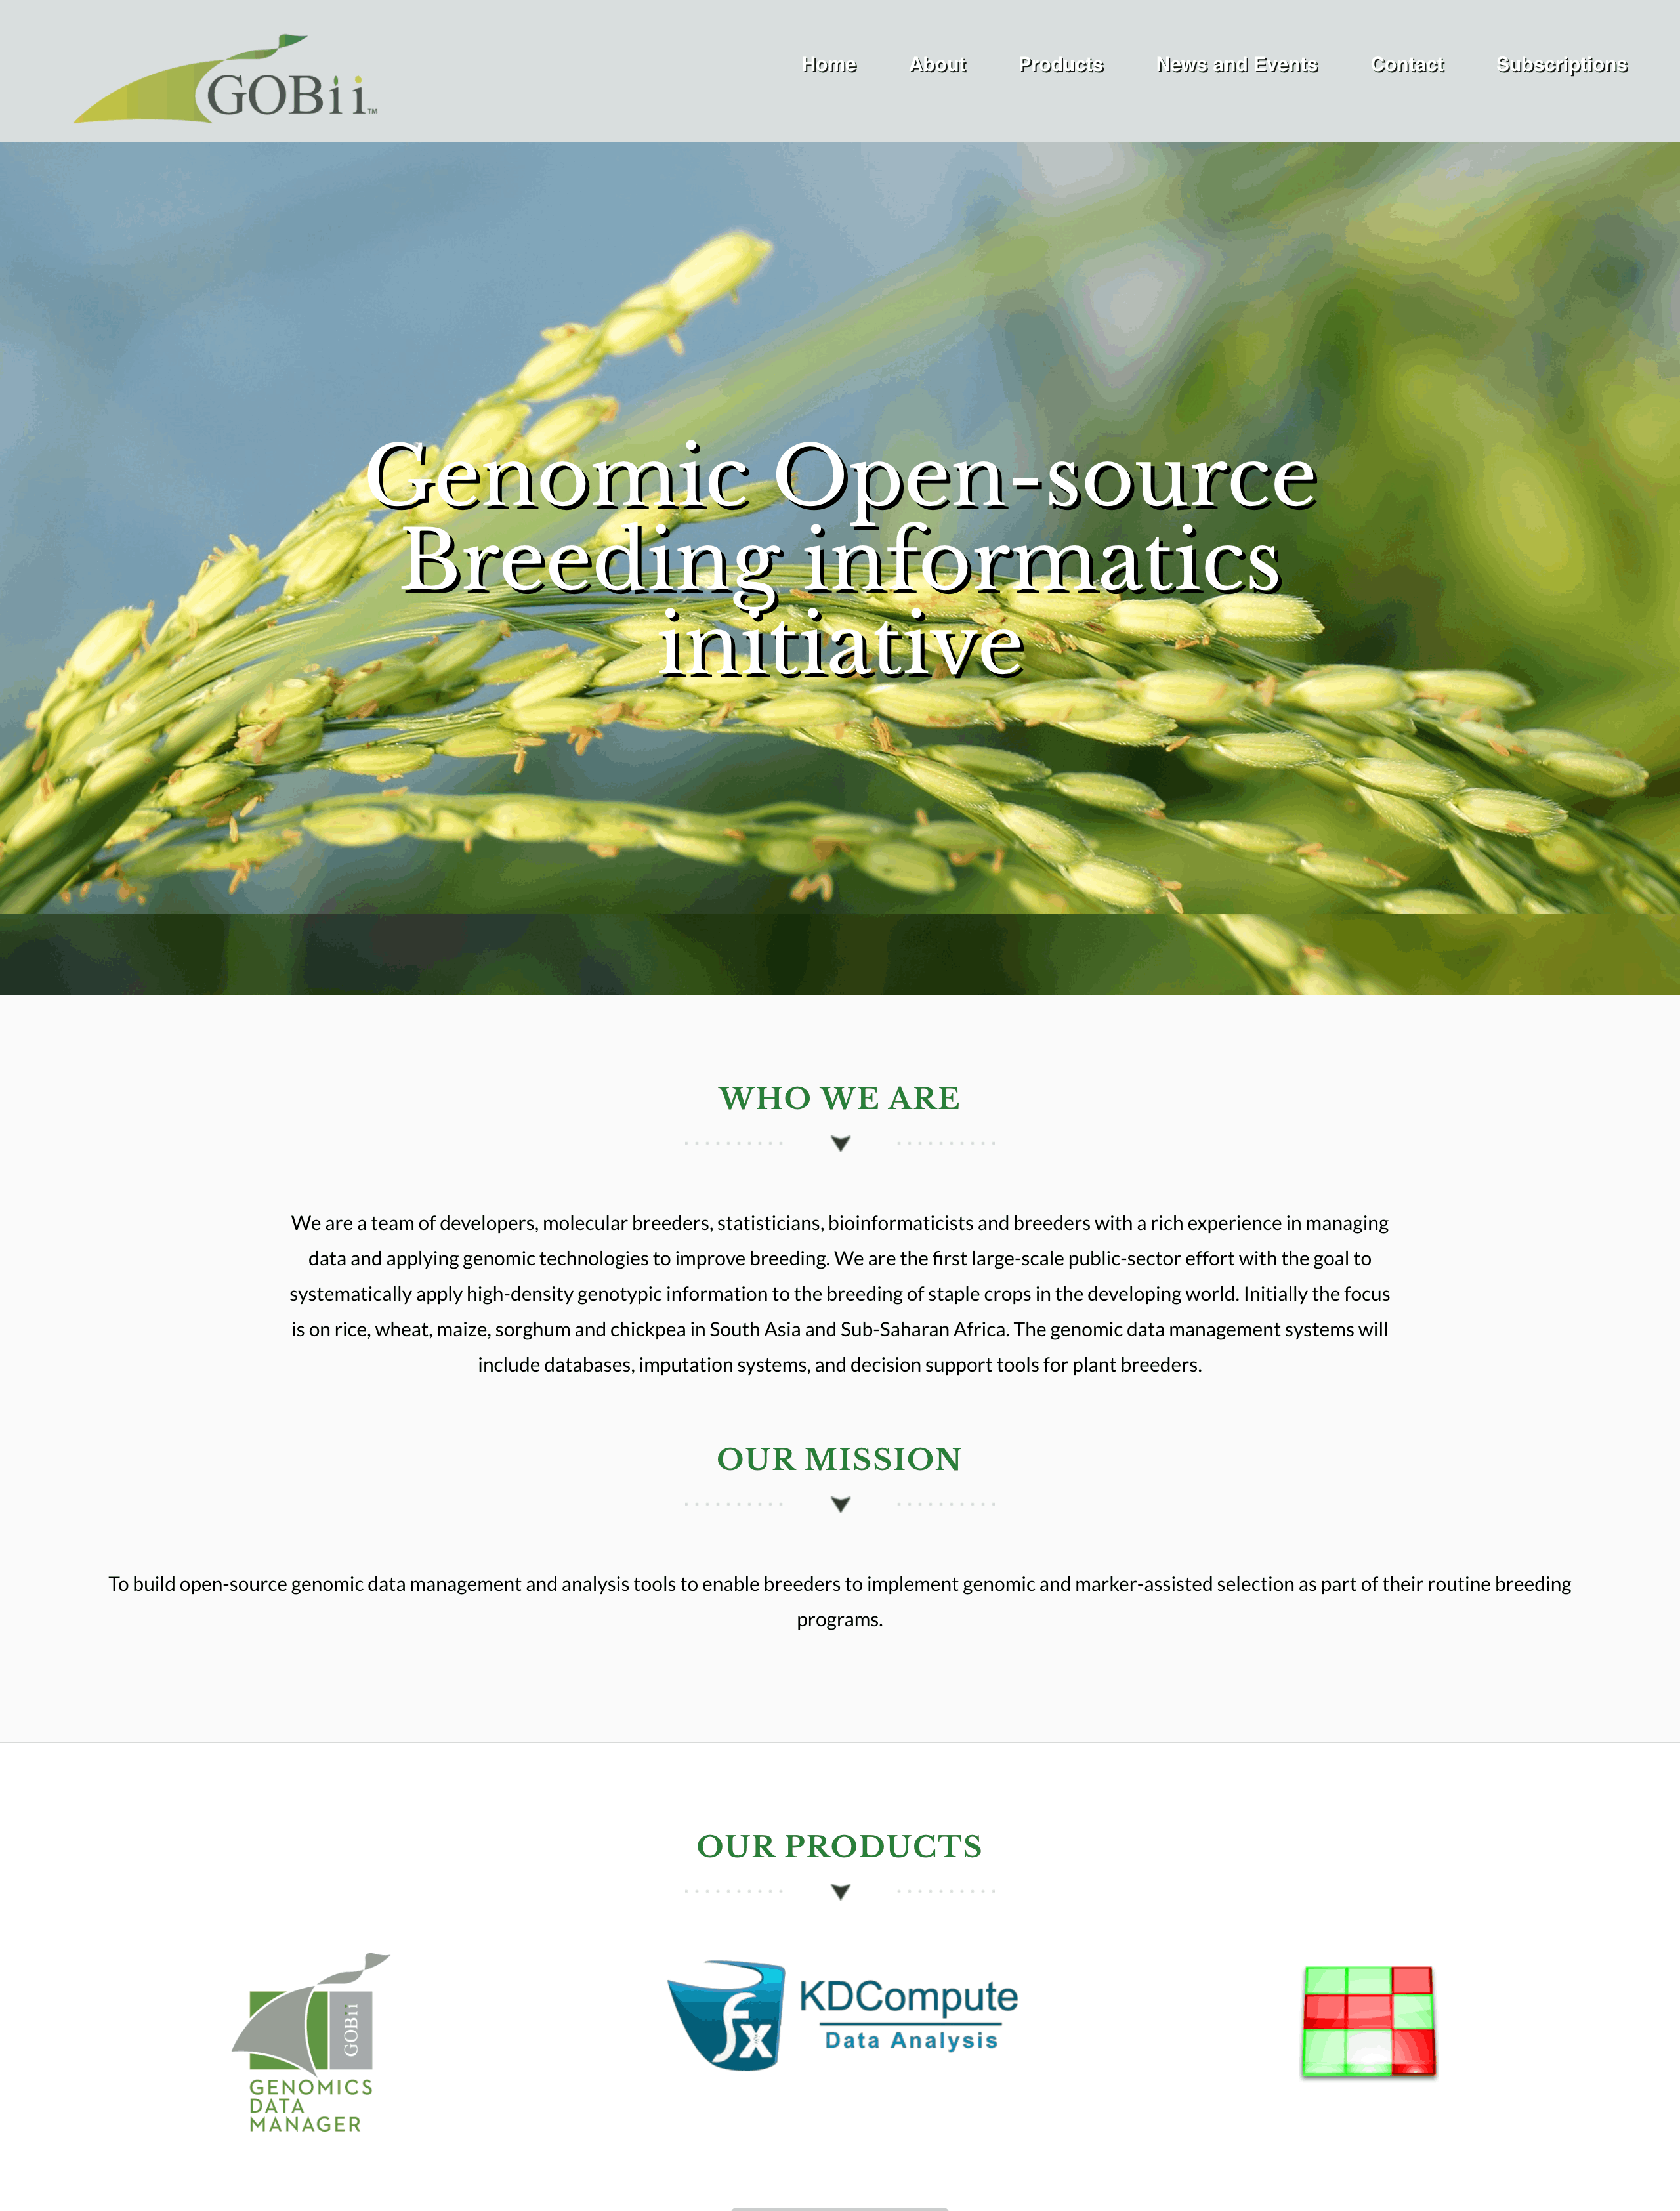 GOBii™
Home About Products News and Events Contact Subscriptions
Genomic Open-source
Breeding informatics
initiative
WHO WE ARE
We are a team of developers, molecular breeders, statisticians, bioinformaticists and breeders with a rich experience in managing
data and applying genomic technologies to improve breeding. We are the first large-scale public-sector effort with the goal to
systematically apply high-density genotypic information to the breeding of staple crops in the developing world. Initially the focus
is on rice, wheat, maize, sorghum and chickpea in South Asia and Sub-Saharan Africa. The genomic data management systems will
include databases, imputation systems, and decision support tools for plant breeders.
OUR MISSION
To build open-source genomic data management and analysis tools to enable breeders to implement genomic and marker-assisted selection as part of their routine breeding
programs.
OUR PRODUCTS
GOBii
GENOMICS
DATA
MANAGER
fx
KDCompute
Data Analysis